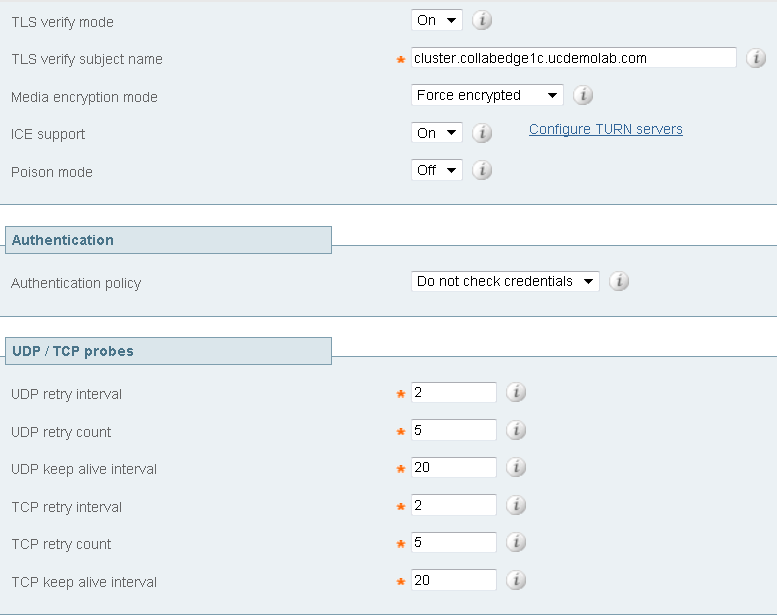 TLS verify mode On
TLS verify subject name * cluster.collabedge1c.ucdemolab.com
Media encryption mode Force encrypted
ICE support On Configure TURN servers
Poison mode Off
Authentication
Authentication policy Do not check credentials
UDP / TCP probes
UDP retry interval * 2
UDP retry count * 5
UDP keep alive interval * 20
TCP retry interval * 2
TCP retry count * 5
TCP keep alive interval * 20